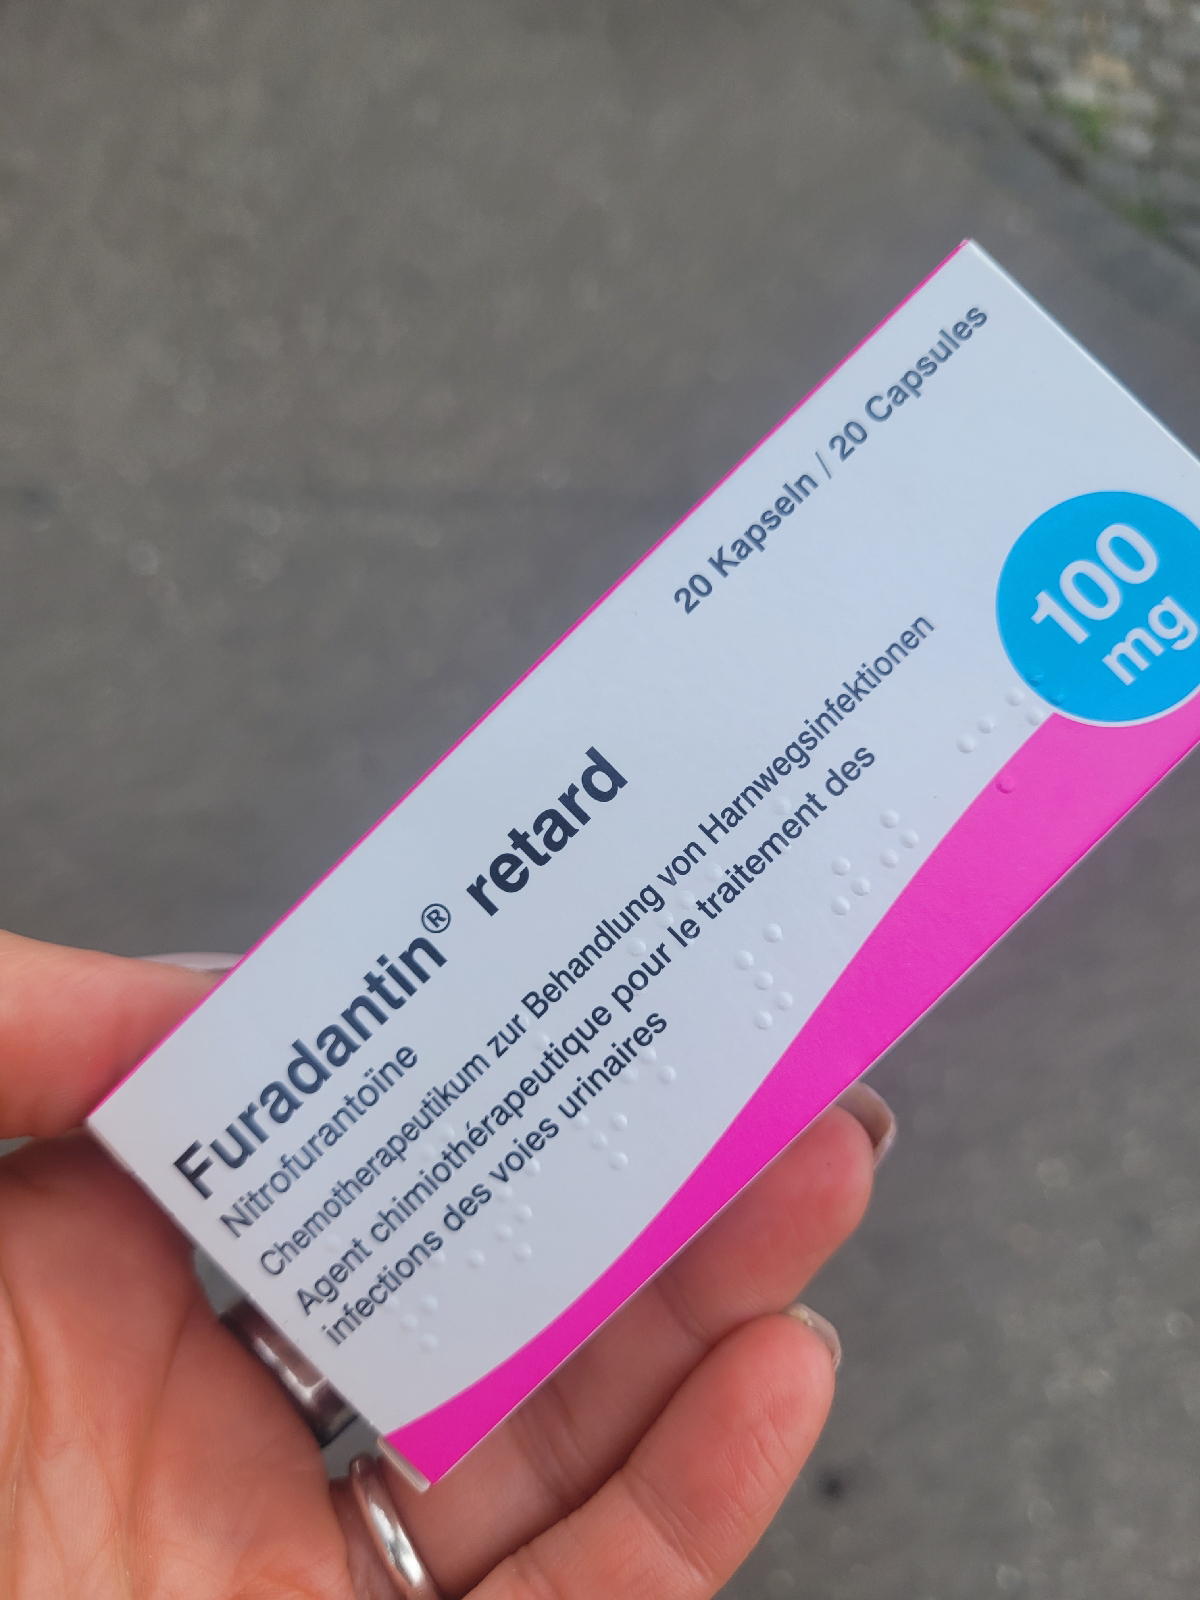 20 Kapseln / 20 Capsules
100
mg
Furadantin® retard
Nitrofurantoïne
Chemotherapeutikum zur Behandlung von Harnwegsinfektionen
Agent chimiothérapeutique pour le traitement des
infections des voies urinaires